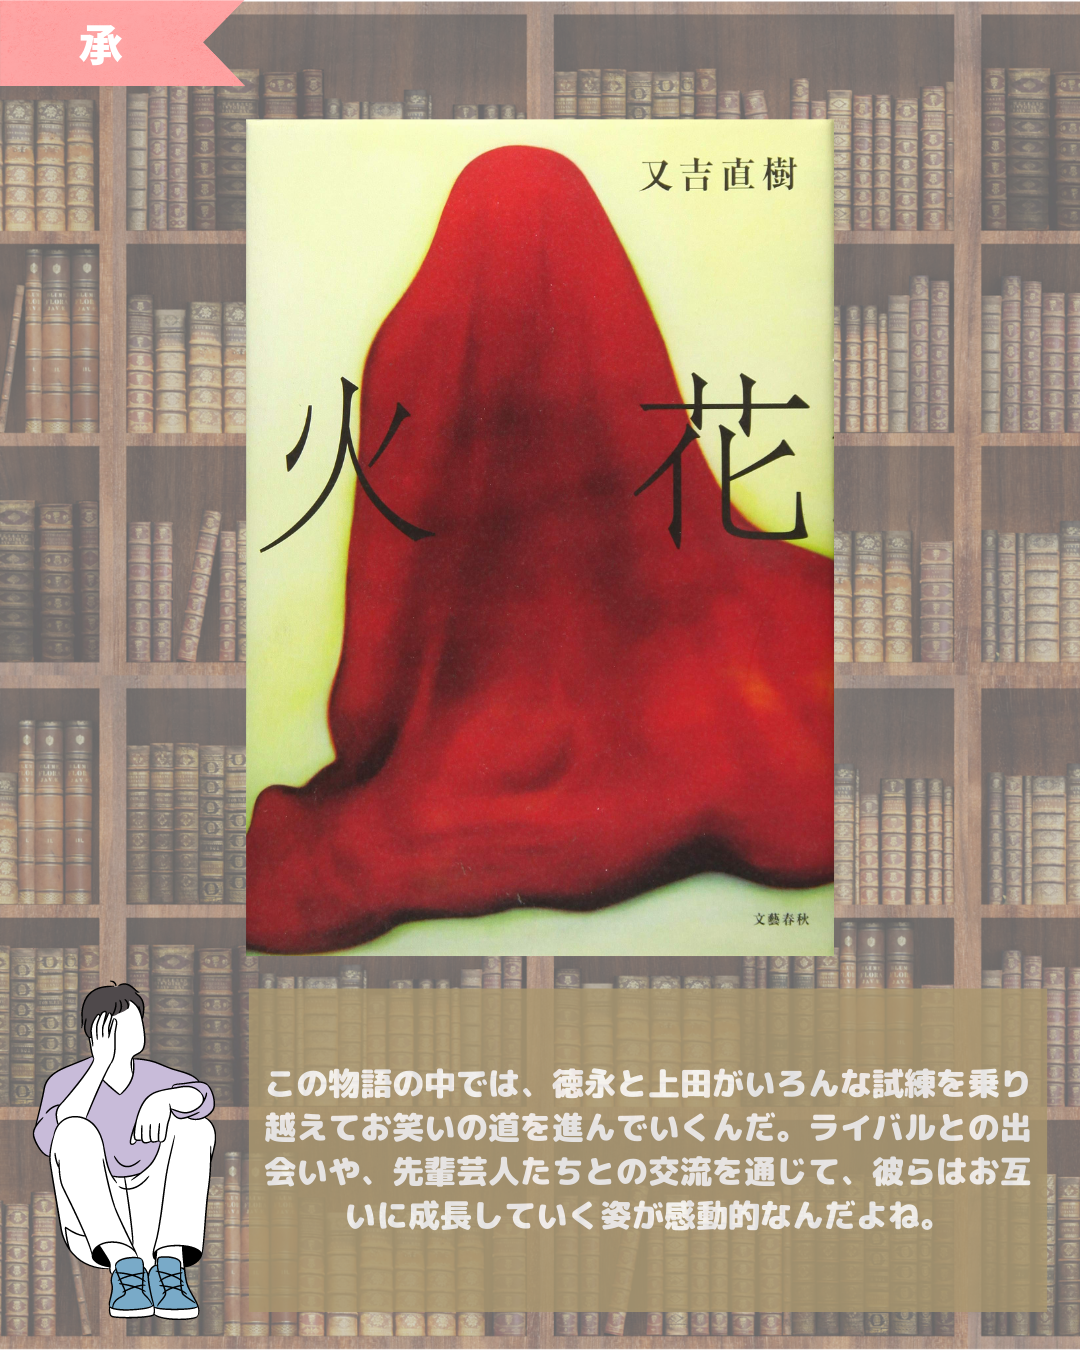 承
又吉直樹
火花
文藝春秋
この物語の中では、徳永と上田がいろんな試練を乗り
越えてお笑いの道を進んでいくんだ。ライバルとの出
会いや、先輩芸人たちとの交流を通じて、彼らはお互
いに成長していく姿が感動的なんだよね。